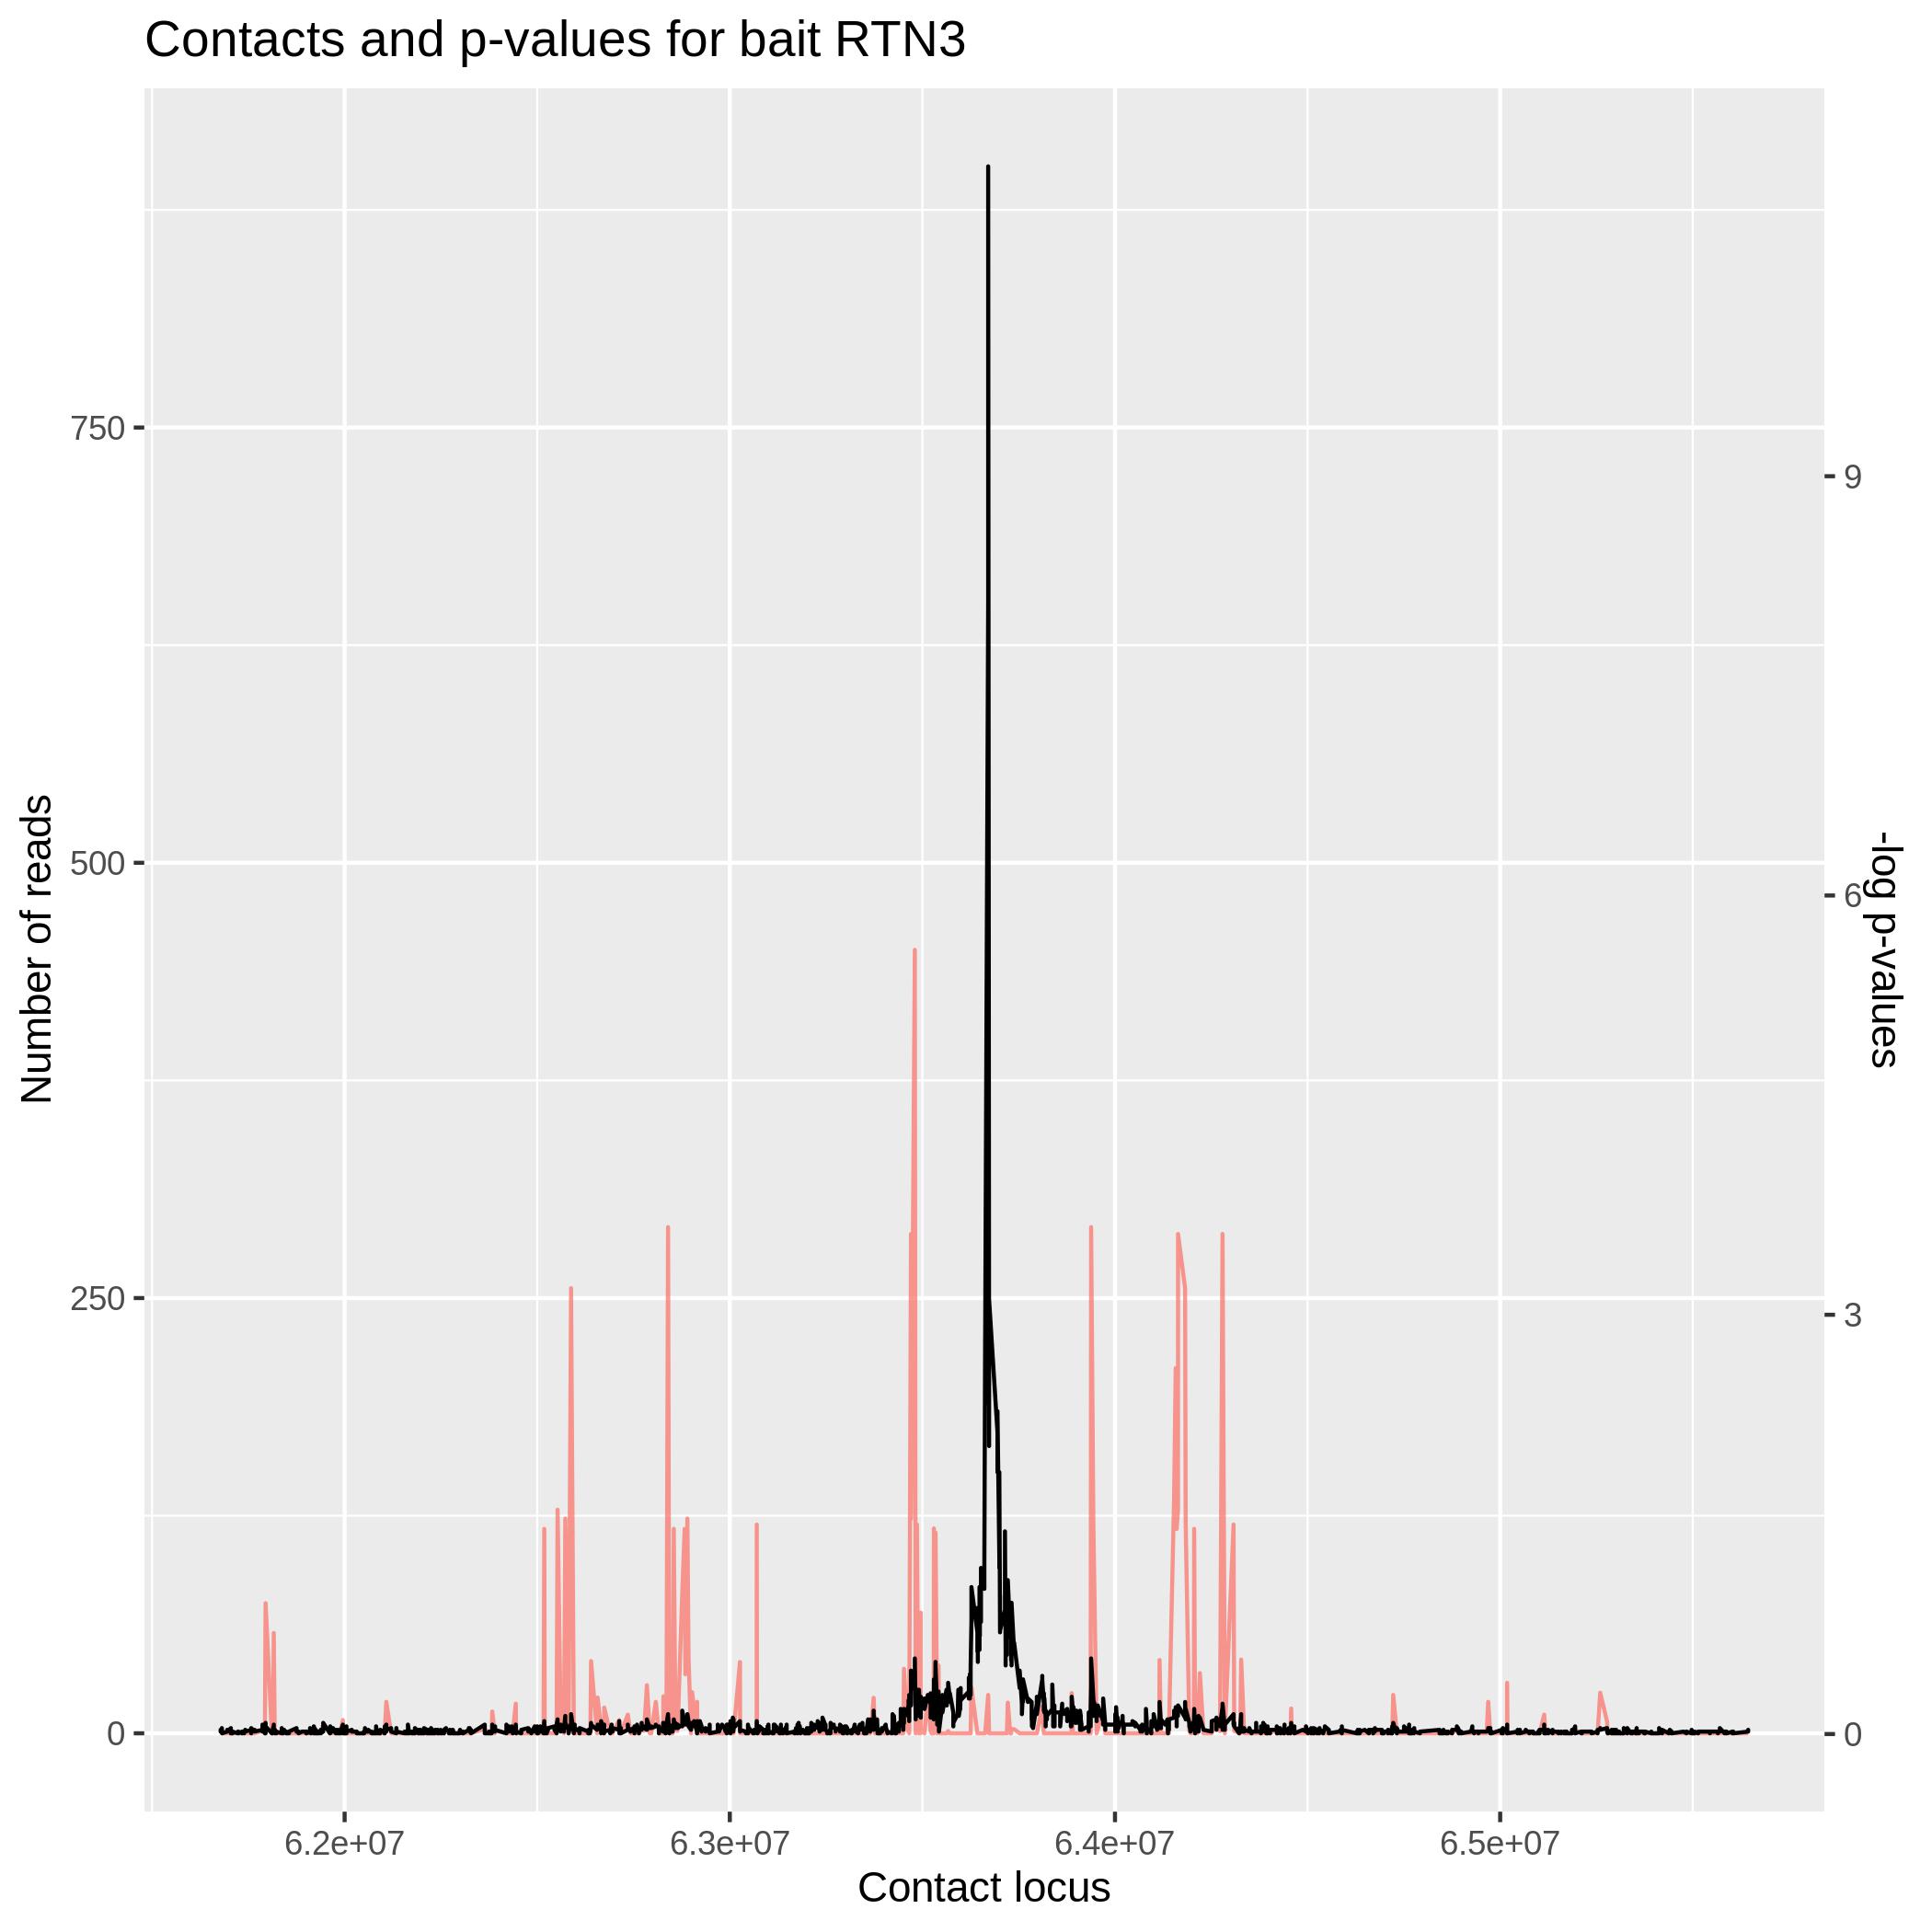 Contacts and p-values for bait RTN3
Number of reads
750
500
250
0
9
6
3
0
-log p-values
6.2e+07
6.3e+07
6.4e+07
6.5e+07
Contact locus